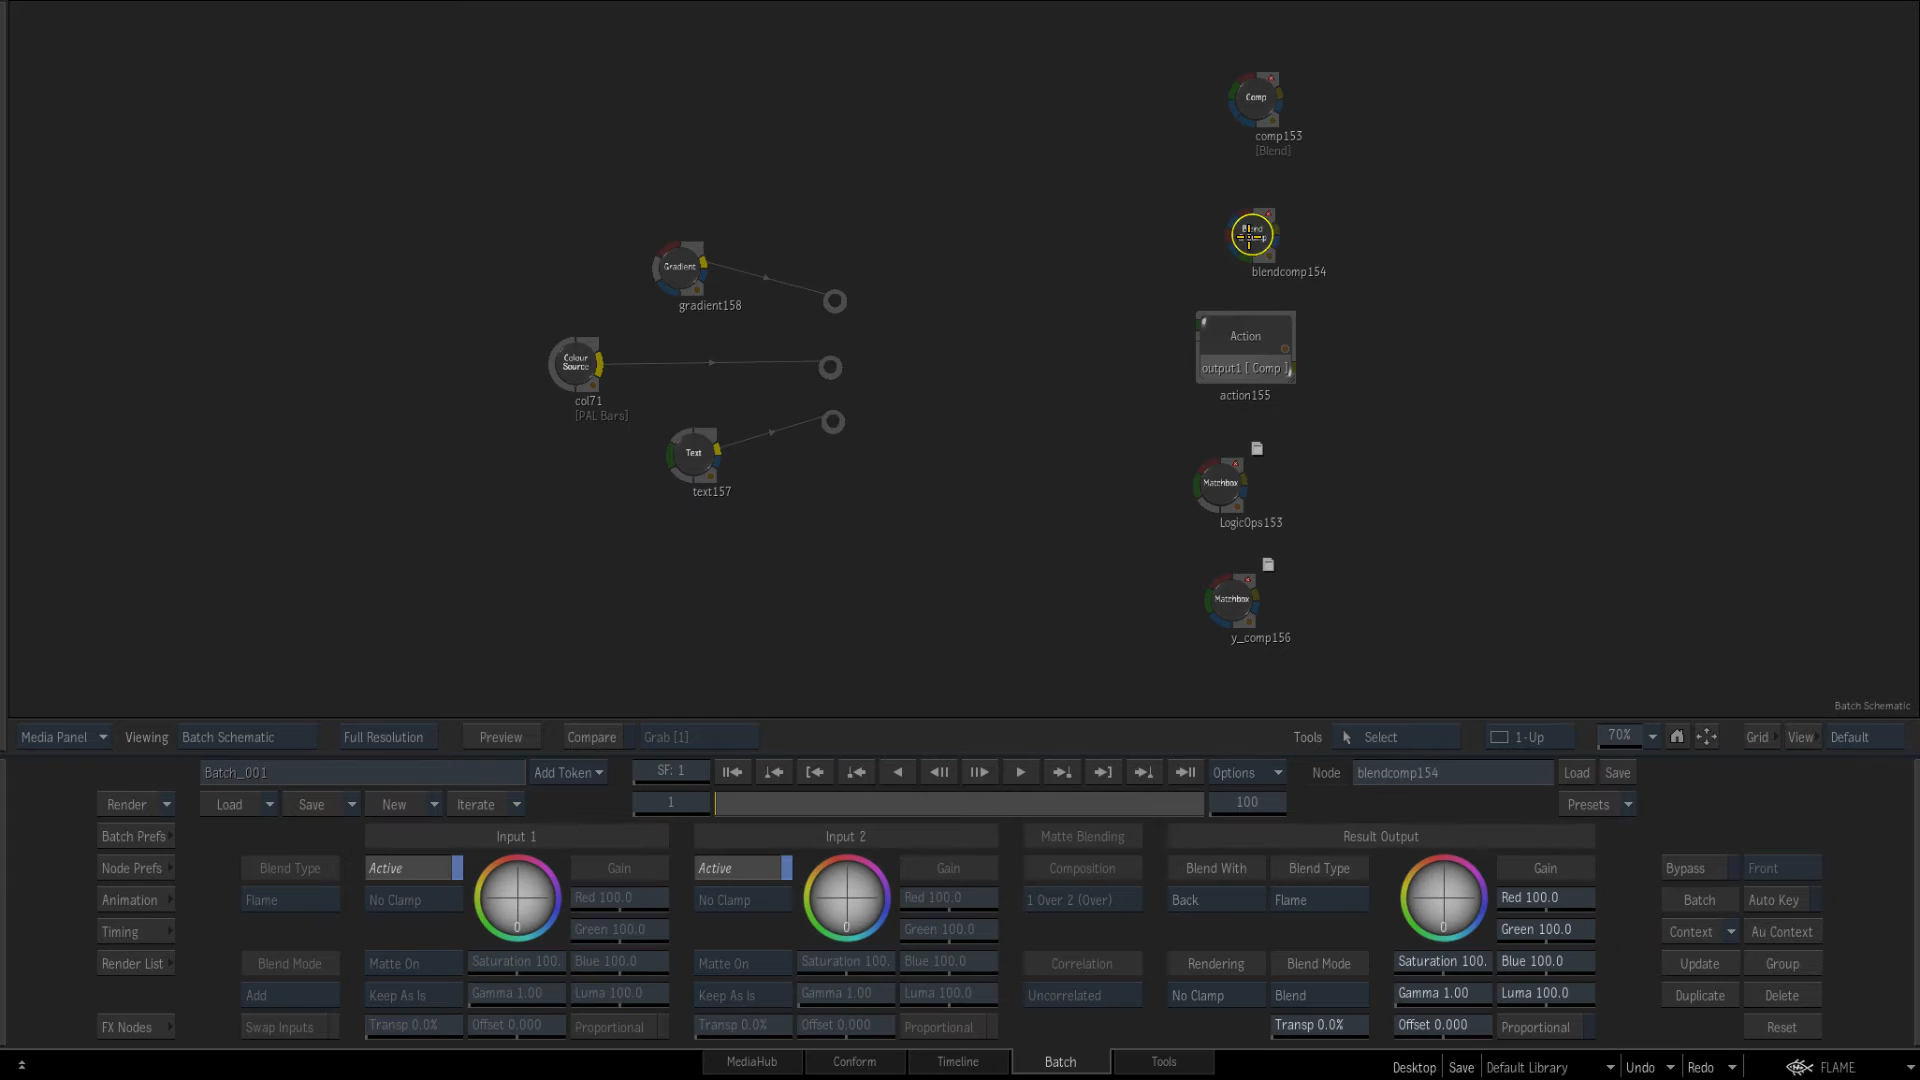 Comp
comp153
[Blend]
Blend
Comp
blendcomp154
Gradient
gradient158
Action
output1 [ Comp ]
action155
Colour
Source
col71
[PAL Bars]
Text
text157
Matchbox
LogicOps153
Matchbox
y_comp156
Batch Schematic
Media Panel Viewing Batch Schematic Full Resolution Preview Compare Grab [1] Tools Select 1-Up 70% Grid View Default
Batch_001 Add Token SF: 1 Options Node blendcomp154 Load Save
Render Load Save New Iterate 1 100 Presets
Batch Prefs Input 1 Input 2 Matte Blending Result Output
Node Prefs Blend Type Active Gain Active Gain Composition Blend With Blend Type Gain Bypass Front
Animation Flame No Clamp Red 100.0 No Clamp Red 100.0 1 Over 2 (Over) Back Flame Red 100.0 Batch Auto Key
Timing 0 Green 100.0 0 Green 100.0 0 Green 100.0 Context Au Context
Render List Blend Mode Matte On Saturation 100. Blue 100.0 Matte On Saturation 100. Blue 100.0 Correlation Rendering Blend Mode Saturation 100. Blue 100.0 Update Group
Add Keep As Is Gamma 1.00 Luma 100.0 Keep As Is Gamma 1.00 Luma 100.0 Uncorrelated No Clamp Blend Gamma 1.00 Luma 100.0 Duplicate Delete
FX Nodes Swap Inputs Transp 0.0% Offset 0.000 Proportional Transp 0.0% Offset 0.000 Proportional Transp 0.0% Offset 0.000 Proportional Reset
MediaHub Conform Timeline Batch Tools
Desktop Save Default Library Undo Redo FLAME